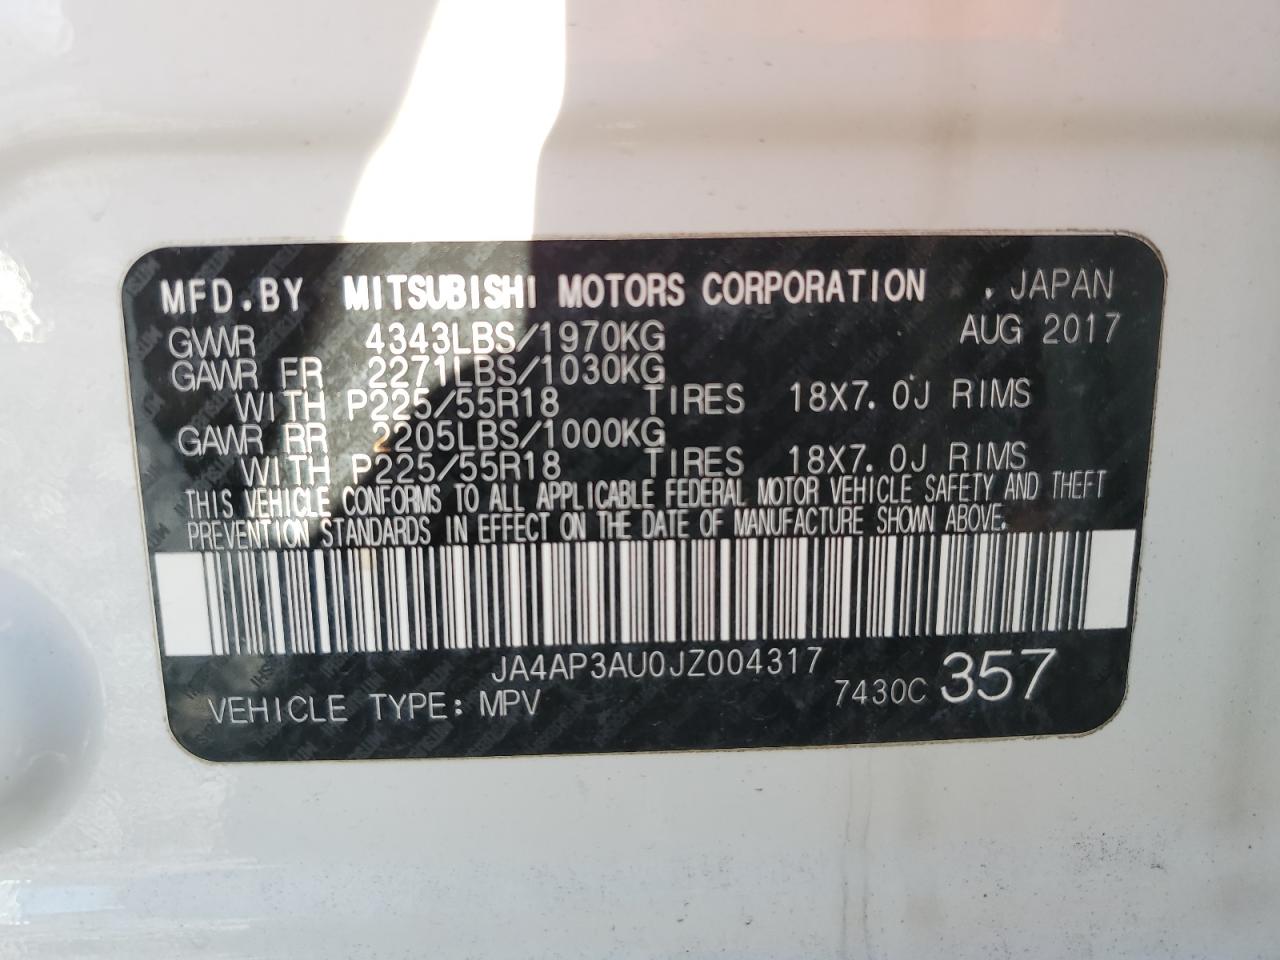 MFD.BY MITSUBISHI MOTORS CORPORATION . JAPAN
GVWR 4343LBS/1970KG AUG 2017
GAWR FR 2271LBS/1030KG
WITH P225/55R18 TIRES 18X7.0J RIMS
GAWR RR 2205LBS/1000KG
WITH P225/55R18 TIRES 18X7.0J RIMS
THIS VEHICLE CONFORMS TO ALL APPLICABLE FEDERAL MOTOR VEHICLE SAFETY AND THEFT
PREVENTION STANDARDS IN EFFECT ON THE DATE OF MANUFACTURE SHOWN ABOVE.
JA4AP3AU0JZ004317
VEHICLE TYPE: MPV 7430C 357